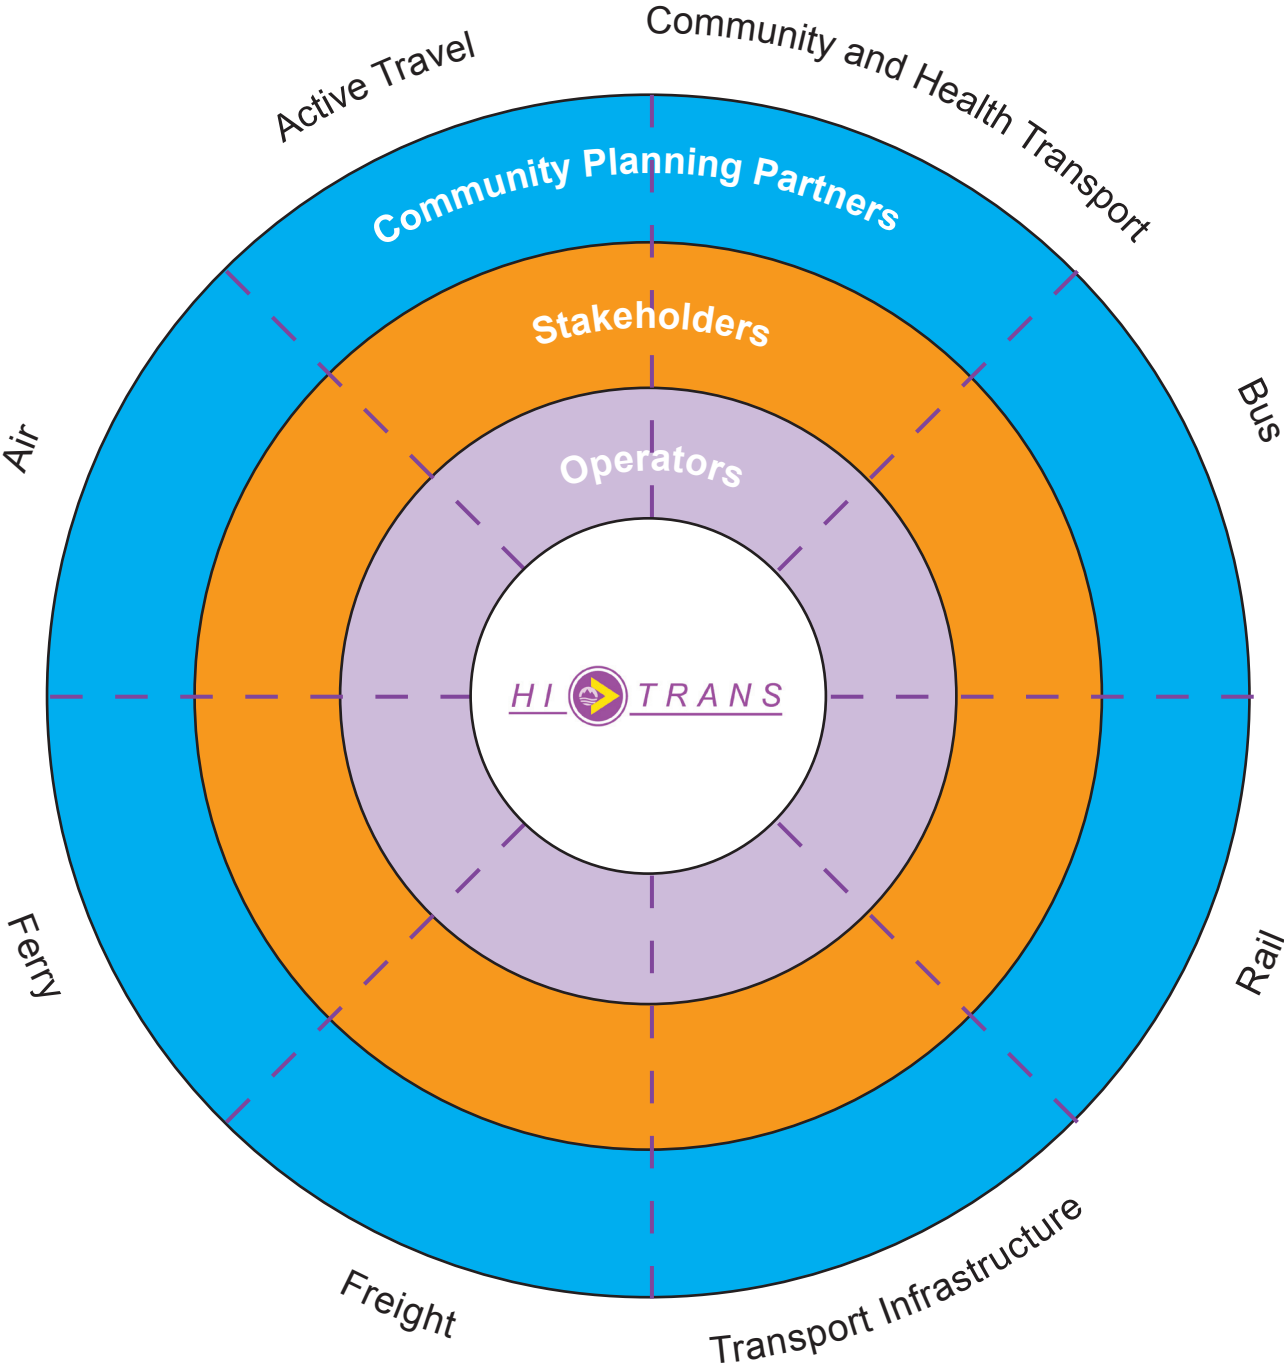 Community and Health Transport
Active Travel
Community Planning Partners
Stakeholders
Bus
Air
Operators
HI TRANS
Ferry
Rail
Transport Infrastructure
Freight